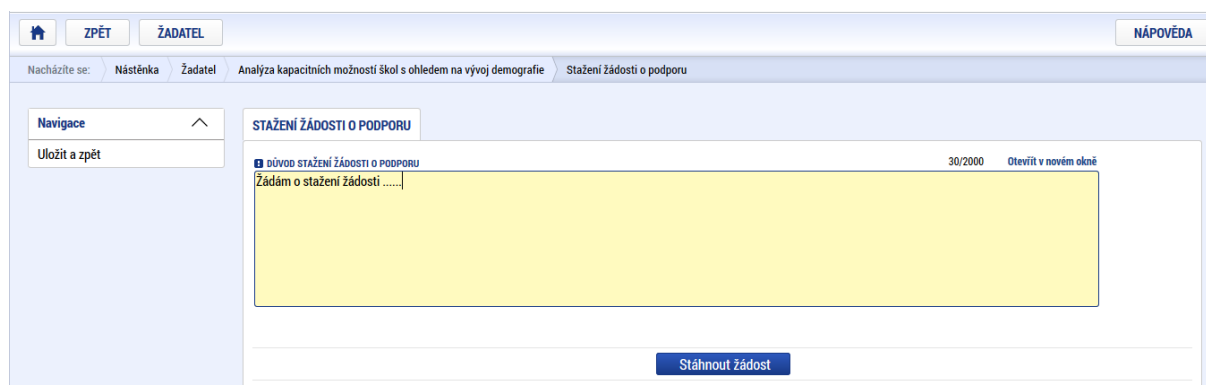 ZPĚT ŽADATEL NÁPOVĚDA
Nacházíte se: Nástěnka Žadatel Analýza kapacitních možností škol s ohledem na vývoj demografie Stažení žádosti o podporu
Navigace
Uložit a zpět
STAŽENÍ ŽÁDOSTI O PODPORU
DŮVOD STAŽENÍ ŽÁDOSTI O PODPORU 30/2000 Otevřít v novém okně
Žádám o stažení žádosti ......
Stáhnout žádost